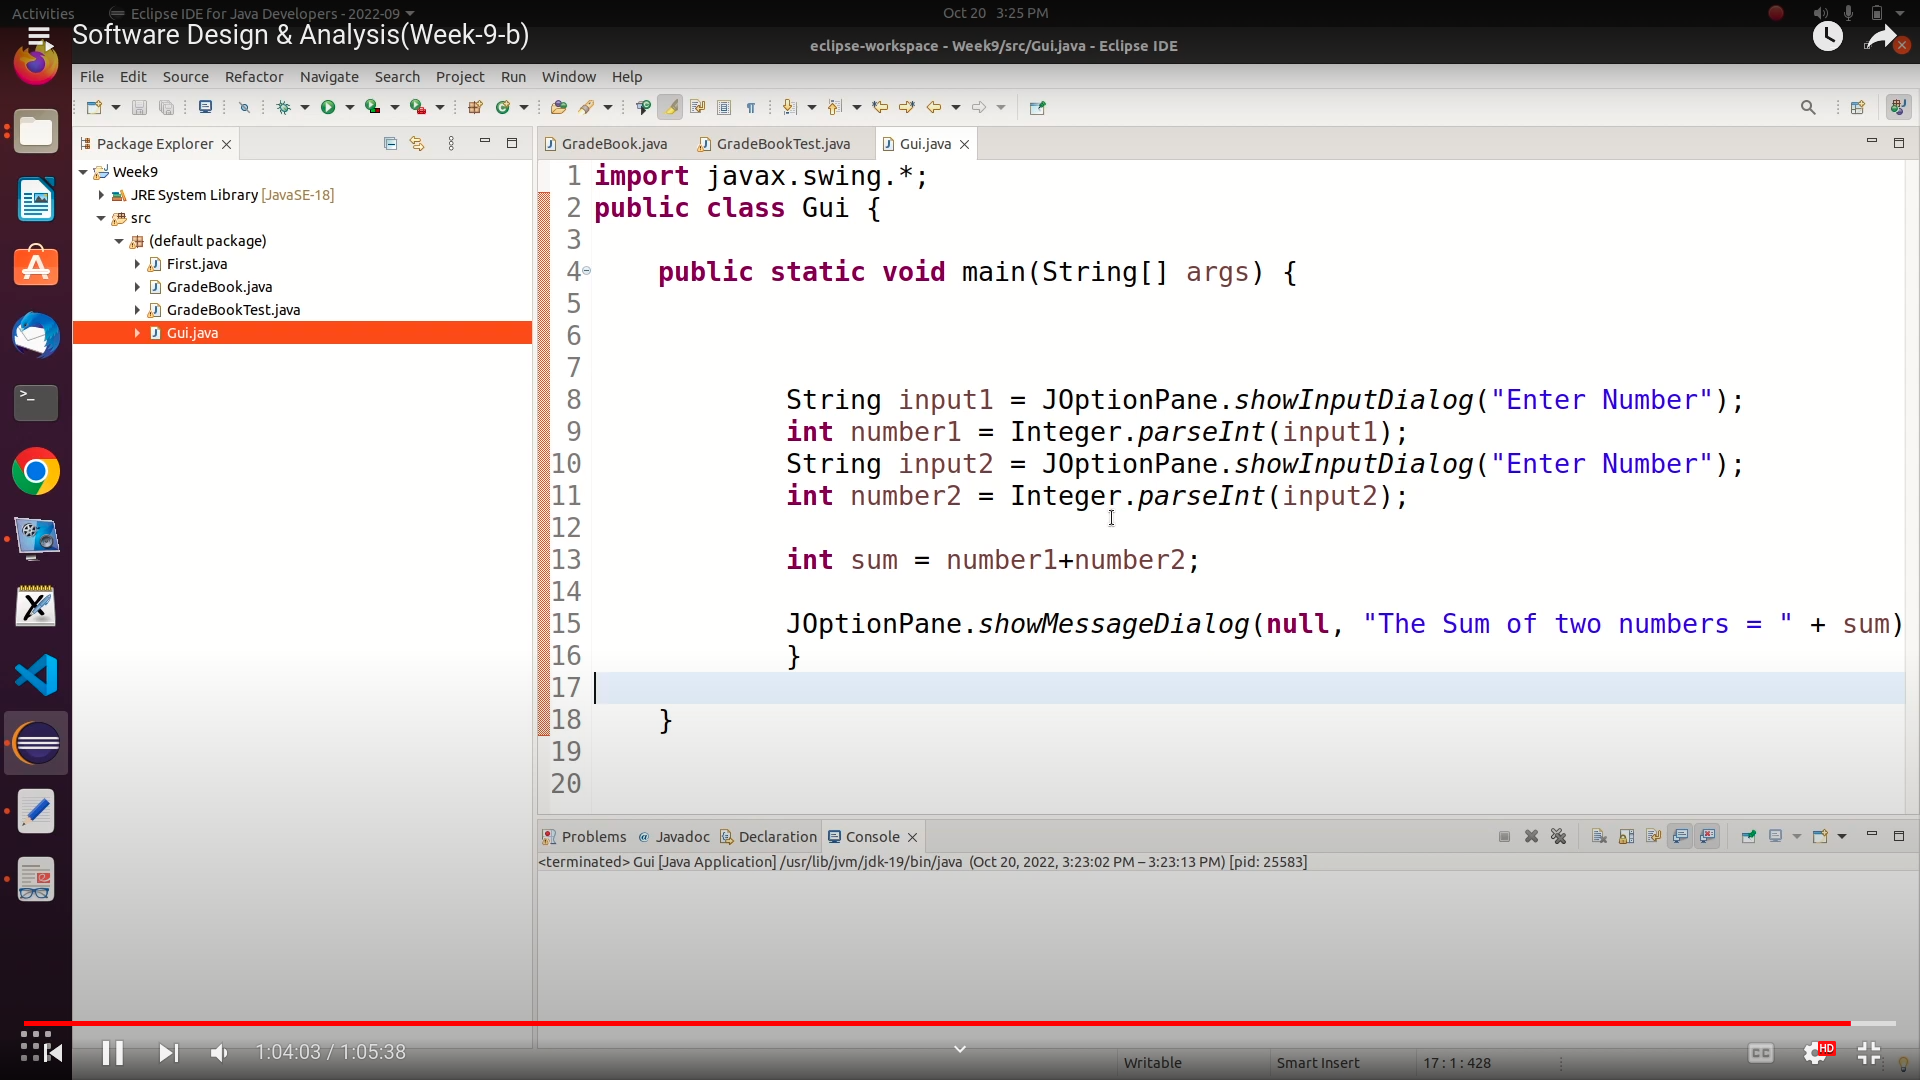 Activities
Eclipse IDE for Java Developers - 2022-09
Oct 20 3:25 PM
Software Design & Analysis(Week-9-b)
eclipse-workspace - Week9/src/Gui.java - Eclipse IDE
File Edit Source Refactor Navigate Search Project Run Window Help
Package Explorer
GradeBook.java
GradeBookTest.java
Gui.java
Week9
JRE System Library [JavaSE-18]
src
(default package)
First.java
GradeBook.java
GradeBookTest.java
Gui.java
1 import javax.swing.*;
2 public class Gui {
3
4 public static void main(String[] args) {
5
6
7
8 String input1 = JOptionPane.showInputDialog("Enter Number");
9 int number1 = Integer.parseInt(input1);
10 String input2 = JOptionPane.showInputDialog("Enter Number");
11 int number2 = Integer.parseInt(input2);
12
13 int sum = number1+number2;
14
15 JOptionPane.showMessageDialog(null, "The Sum of two numbers = " + sum)
16 }
17
18 }
19
20
Problems @ Javadoc Declaration Console
<terminated> Gui [Java Application] /usr/lib/jvm/jdk-19/bin/java (Oct 20, 2022, 3:23:02 PM – 3:23:13 PM) [pid: 25583]
1:04:03 / 1:05:38
CC
HD
Writable
Smart Insert
17 : 1 : 428